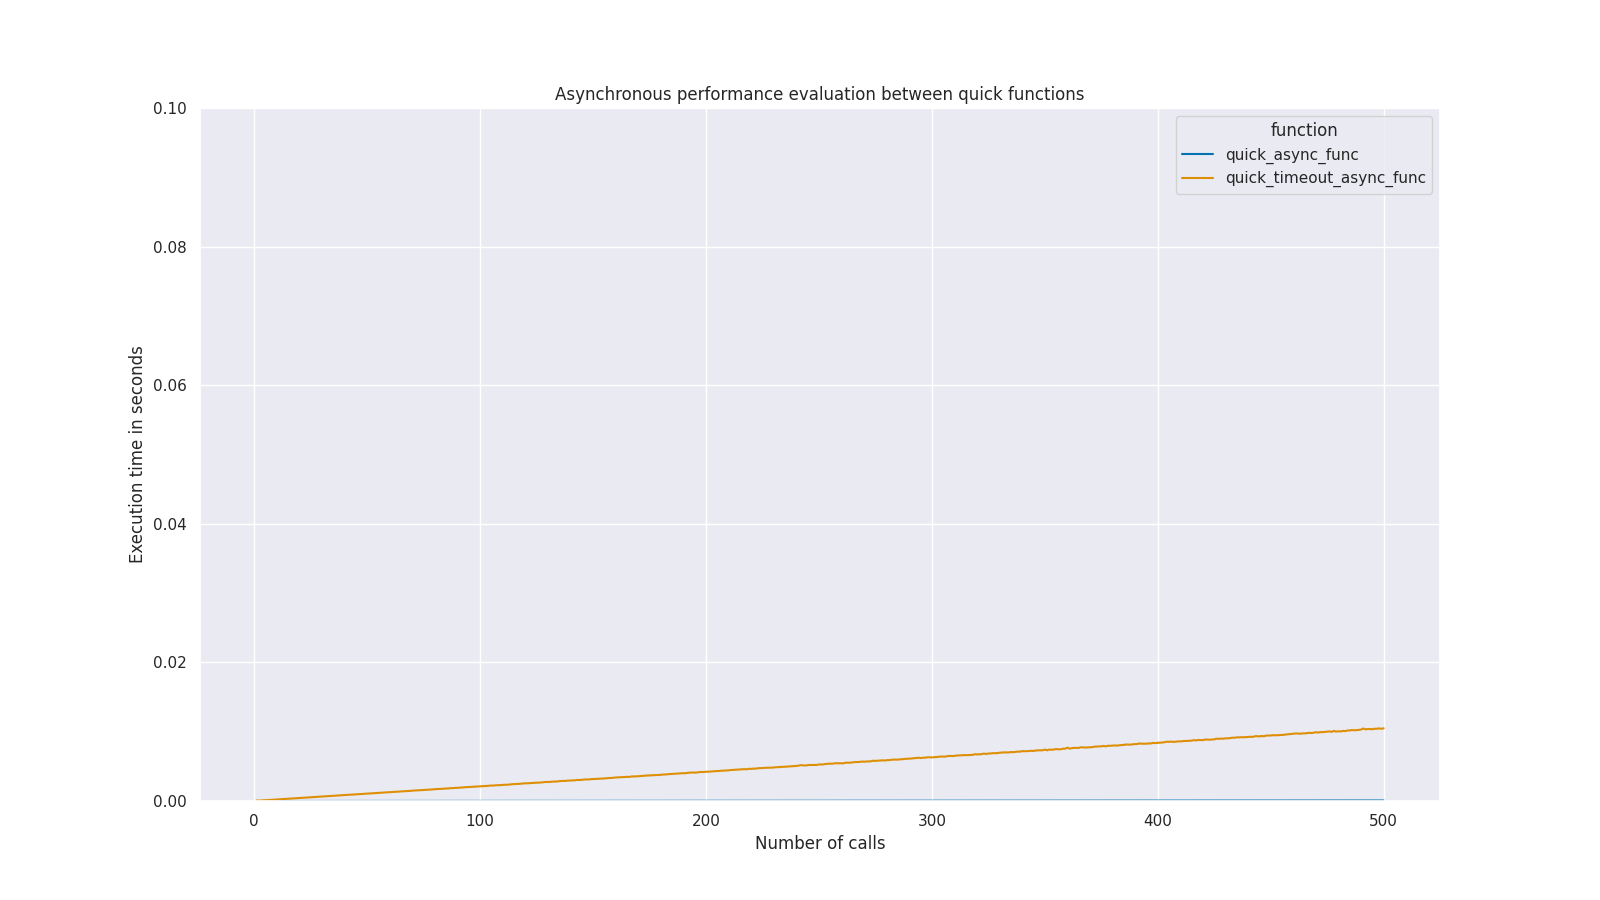 Asynchronous performance evaluation between quick functions
function
quick_async_func
quick_timeout_async_func
Execution time in seconds
0.10
0.08
0.06
0.04
0.02
0.00
0 100 200 300 400 500
Number of calls